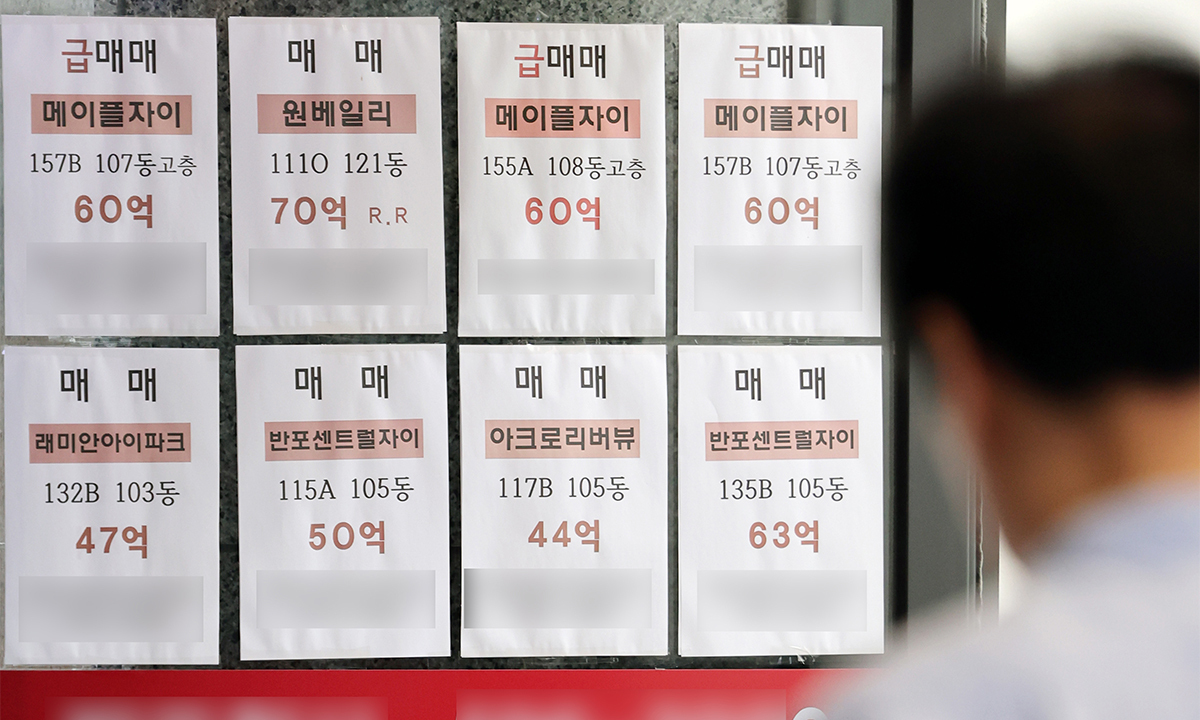 급매매
메이플자이
157B 107동고층
60억
매 매
원베일리
111O 121동
70억 R.R
급매매
메이플자이
155A 108동고층
60억
급매매
메이플자이
157B 107동고층
60억
매 매
래미안아이파크
132B 103동
47억
매 매
반포센트럴자이
115A 105동
50억
매 매
아크로리버뷰
117B 105동
44억
매 매
반포센트럴자이
135B 105동
63억